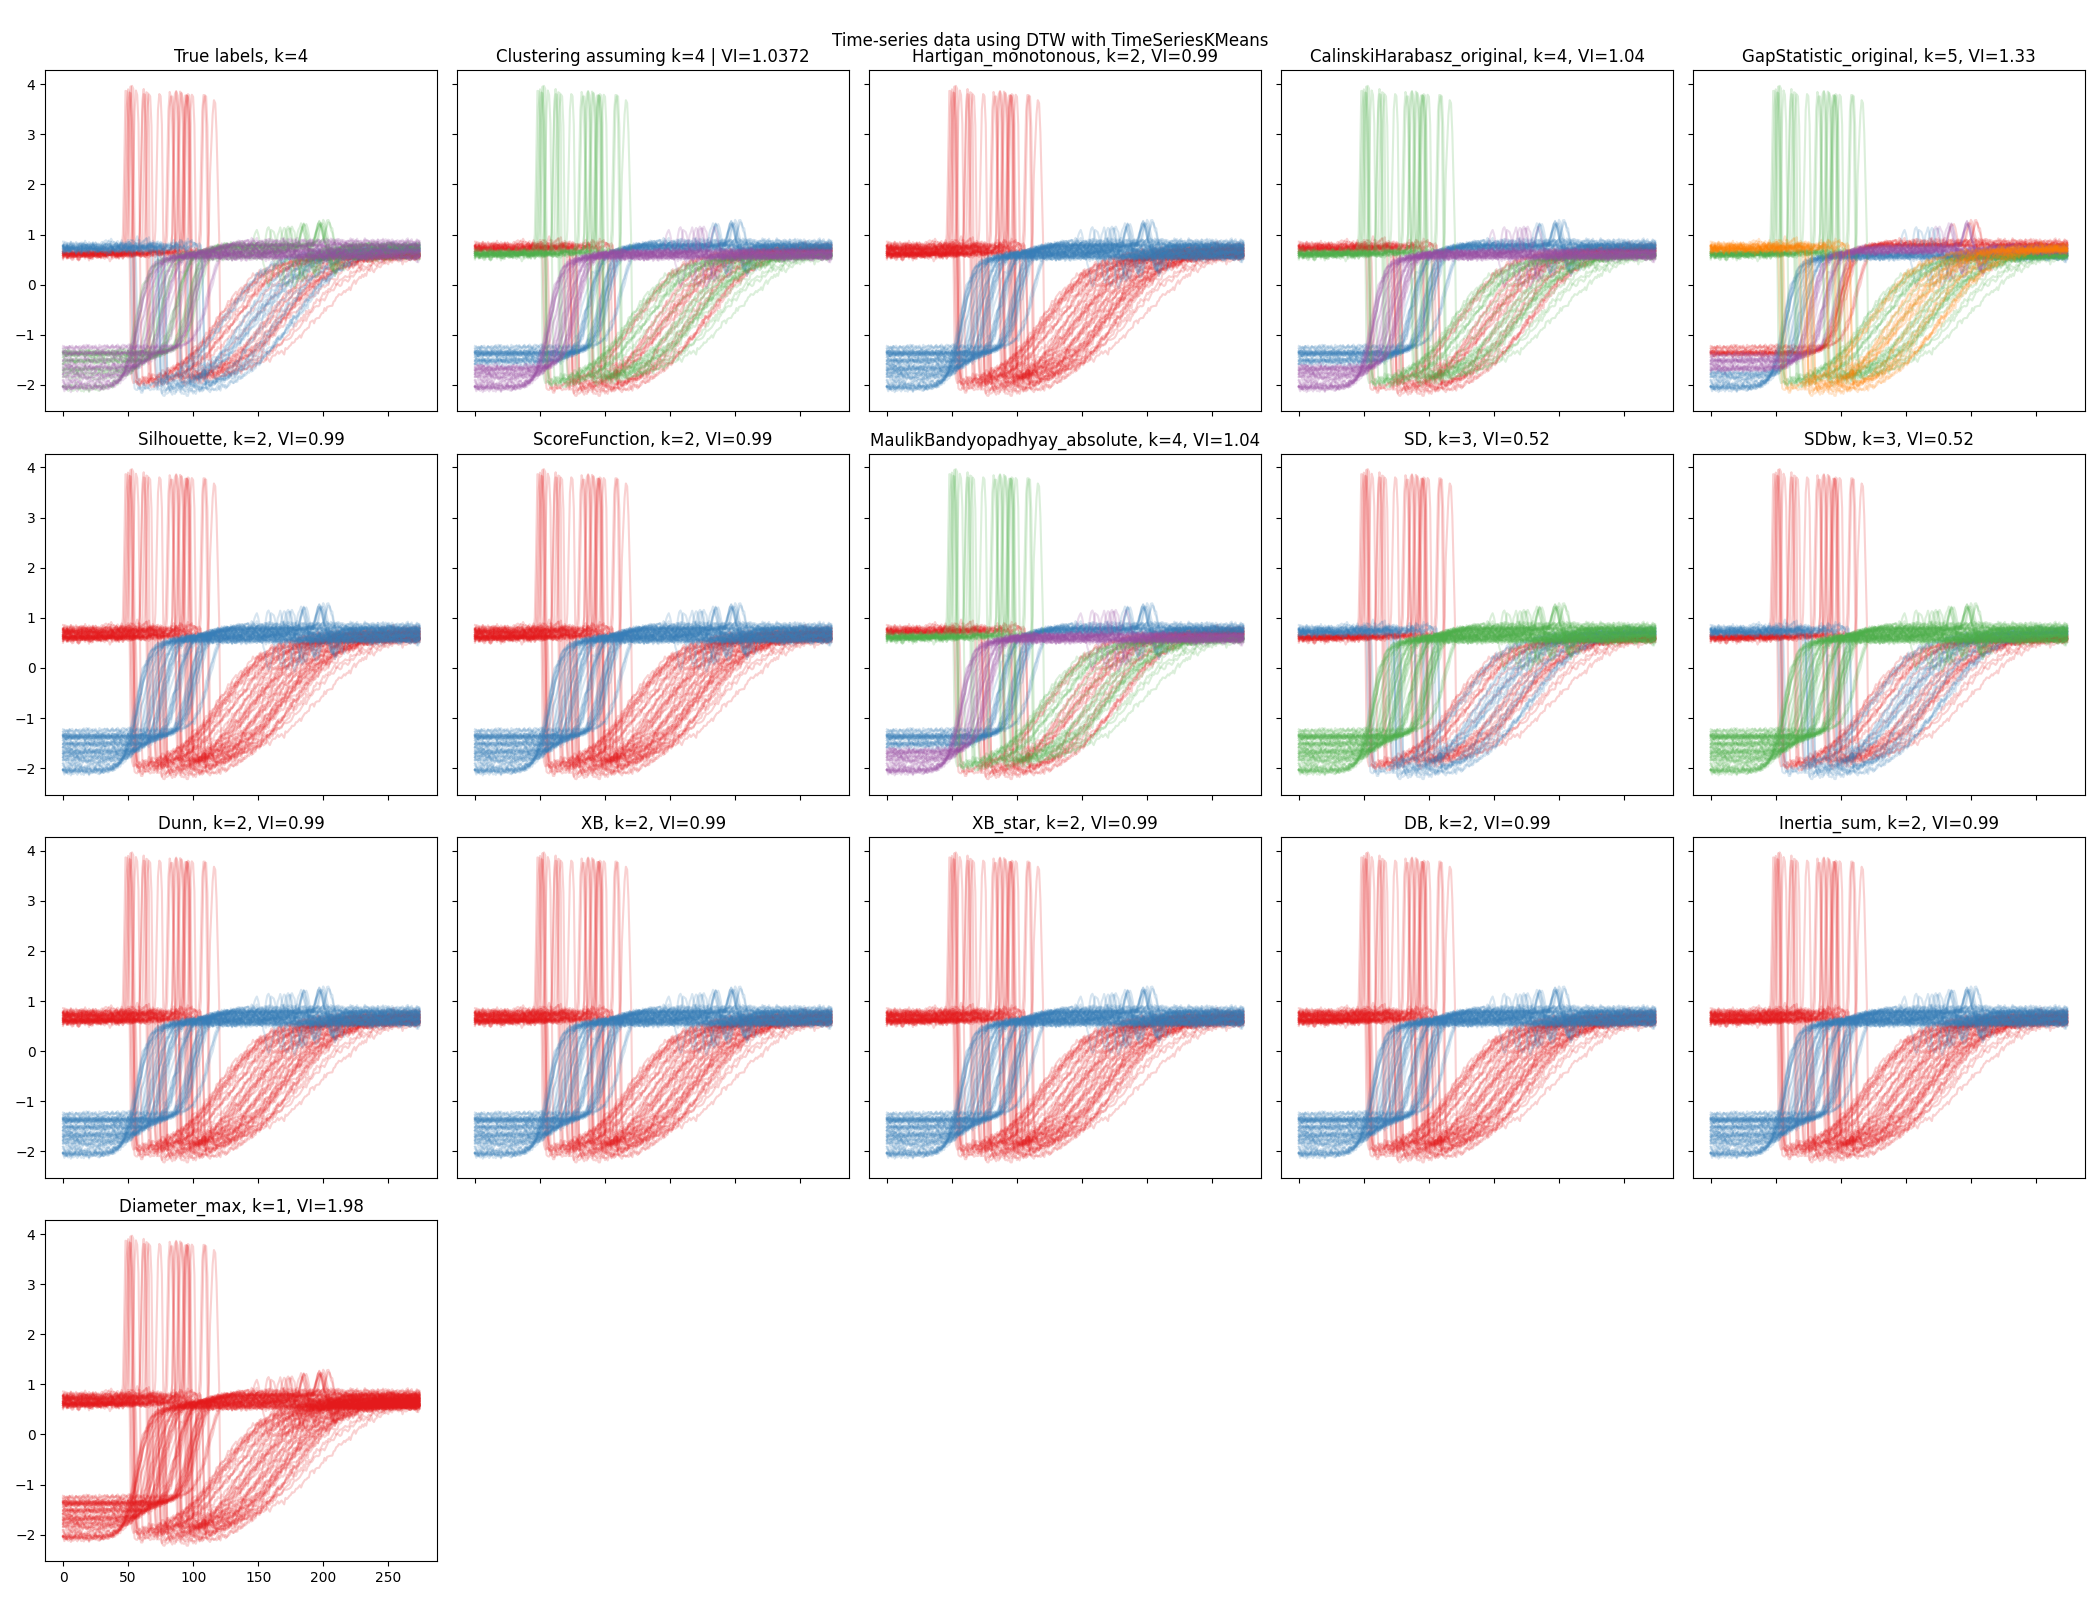 Time-series data using DTW with TimeSeriesKMeans
True labels, k=4
Clustering assuming k=4 | VI=1.0372
Hartigan_monotonous, k=2, VI=0.99
CalinskiHarabasz_original, k=4, VI=1.04
GapStatistic_original, k=5, VI=1.33
4
3
2
1
0
−1
−2
Silhouette, k=2, VI=0.99
ScoreFunction, k=2, VI=0.99
MaulikBandyopadhyay_absolute, k=4, VI=1.04
SD, k=3, VI=0.52
SDbw, k=3, VI=0.52
4
3
2
1
0
−1
−2
Dunn, k=2, VI=0.99
XB, k=2, VI=0.99
XB_star, k=2, VI=0.99
DB, k=2, VI=0.99
Inertia_sum, k=2, VI=0.99
4
3
2
1
0
−1
−2
Diameter_max, k=1, VI=1.98
4
3
2
1
0
−1
−2
0 50 100 150 200 250